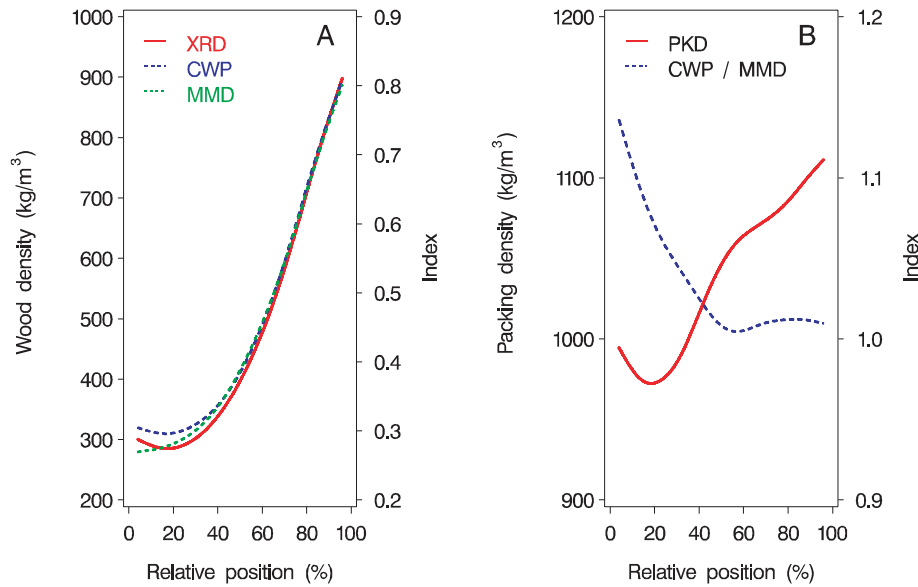 A
XRD
CWP
MMD
1000
900
800
700
600
500
400
300
200
Wood density (kg/m³)
0.9
0.8
0.7
0.6
0.5
0.4
0.3
0.2
Index
0 20 40 60 80 100
Relative position (%)
B
PKD
CWP / MMD
1200
1100
1000
900
Packing density (kg/m³)
1.2
1.1
1.0
0.9
Index
0 20 40 60 80 100
Relative position (%)